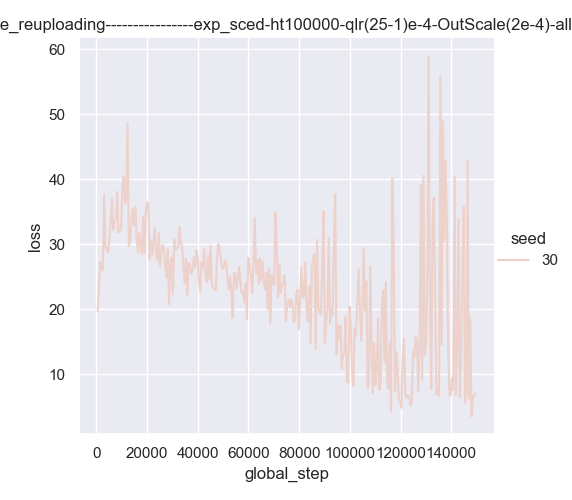 e_reuploading----------------exp_sced-ht100000-qlr(25-1)e-4-OutScale(2e-4)-all
60
50
40
30
20
10
loss
seed
30
0 20000 40000 60000 80000 100000 120000 140000
global_step